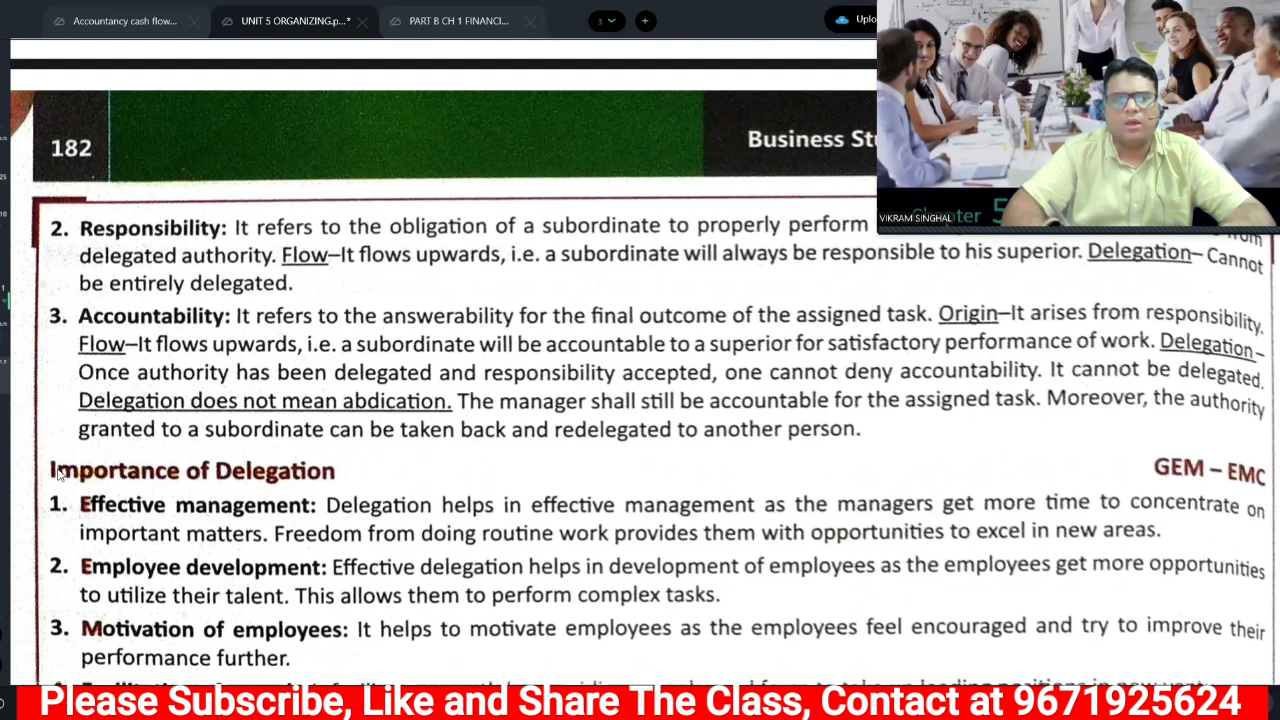 Accountancy cash flow...
UNIT 5 ORGANIZING.p...*
PART B CH 1 FINANCI...
3
Uplo
182
Business Stu
Chapter 5
VIKRAM SINGHAL
2. Responsibility: It refers to the obligation of a subordinate to properly perform
from
delegated authority. Flow–It flows upwards, i.e. a subordinate will always be responsible to his superior. Delegation– Cannot
be entirely delegated.
3. Accountability: It refers to the answerability for the final outcome of the assigned task. Origin–It arises from responsibility.
Flow–It flows upwards, i.e. a subordinate will be accountable to a superior for satisfactory performance of work. Delegation–
Once authority has been delegated and responsibility accepted, one cannot deny accountability. It cannot be delegated.
Delegation does not mean abdication. The manager shall still be accountable for the assigned task. Moreover, the authority
granted to a subordinate can be taken back and redelegated to another person.
Importance of Delegation
GEM – EMC
1. Effective management: Delegation helps in effective management as the managers get more time to concentrate on
important matters. Freedom from doing routine work provides them with opportunities to excel in new areas.
2. Employee development: Effective delegation helps in development of employees as the employees get more opportunities
to utilize their talent. This allows them to perform complex tasks.
3. Motivation of employees: It helps to motivate employees as the employees feel encouraged and try to improve their
performance further.
Please Subscribe, Like and Share The Class, Contact at 9671925624